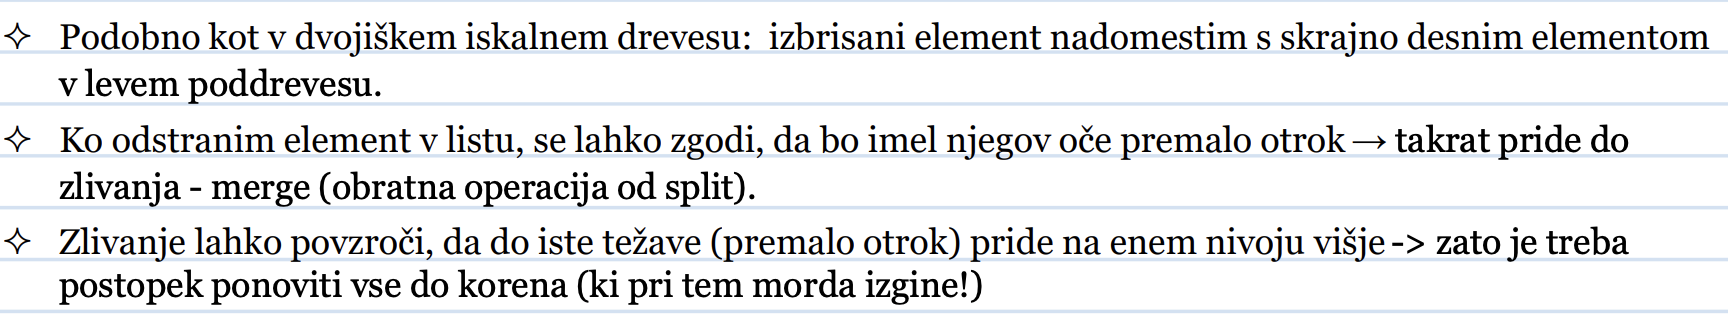 ✧ Podobno kot v dvojiškem iskalnem drevesu: izbrisani element nadomestim s skrajno desnim elementom
v levem poddrevesu.
✧ Ko odstranim element v listu, se lahko zgodi, da bo imel njegov oče premalo otrok → takrat pride do
zlivanja - merge (obratna operacija od split).
✧ Zlivanje lahko povzroči, da do iste težave (premalo otrok) pride na enem nivoju višje -> zato je treba
postopek ponoviti vse do korena (ki pri tem morda izgine!)